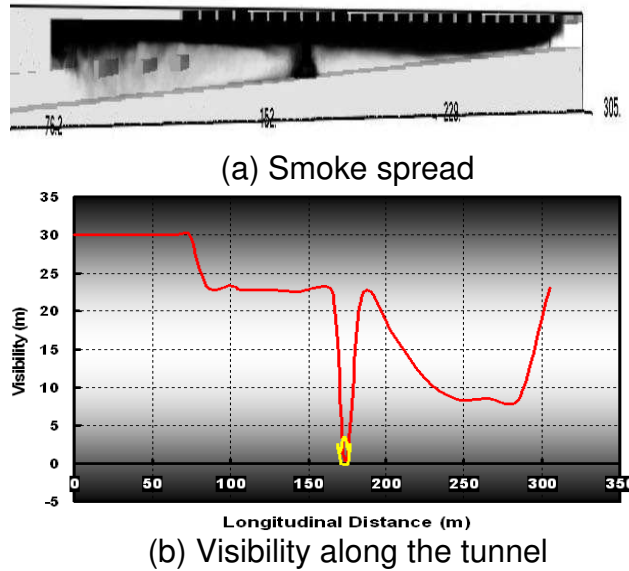 76.2 152. 229. 305.
(a) Smoke spread
35
30
25
20
15
10
5
0
-5
Visibility (m)
0 50 100 150 200 250 300 350
Longitudinal Distance (m)
(b) Visibility along the tunnel